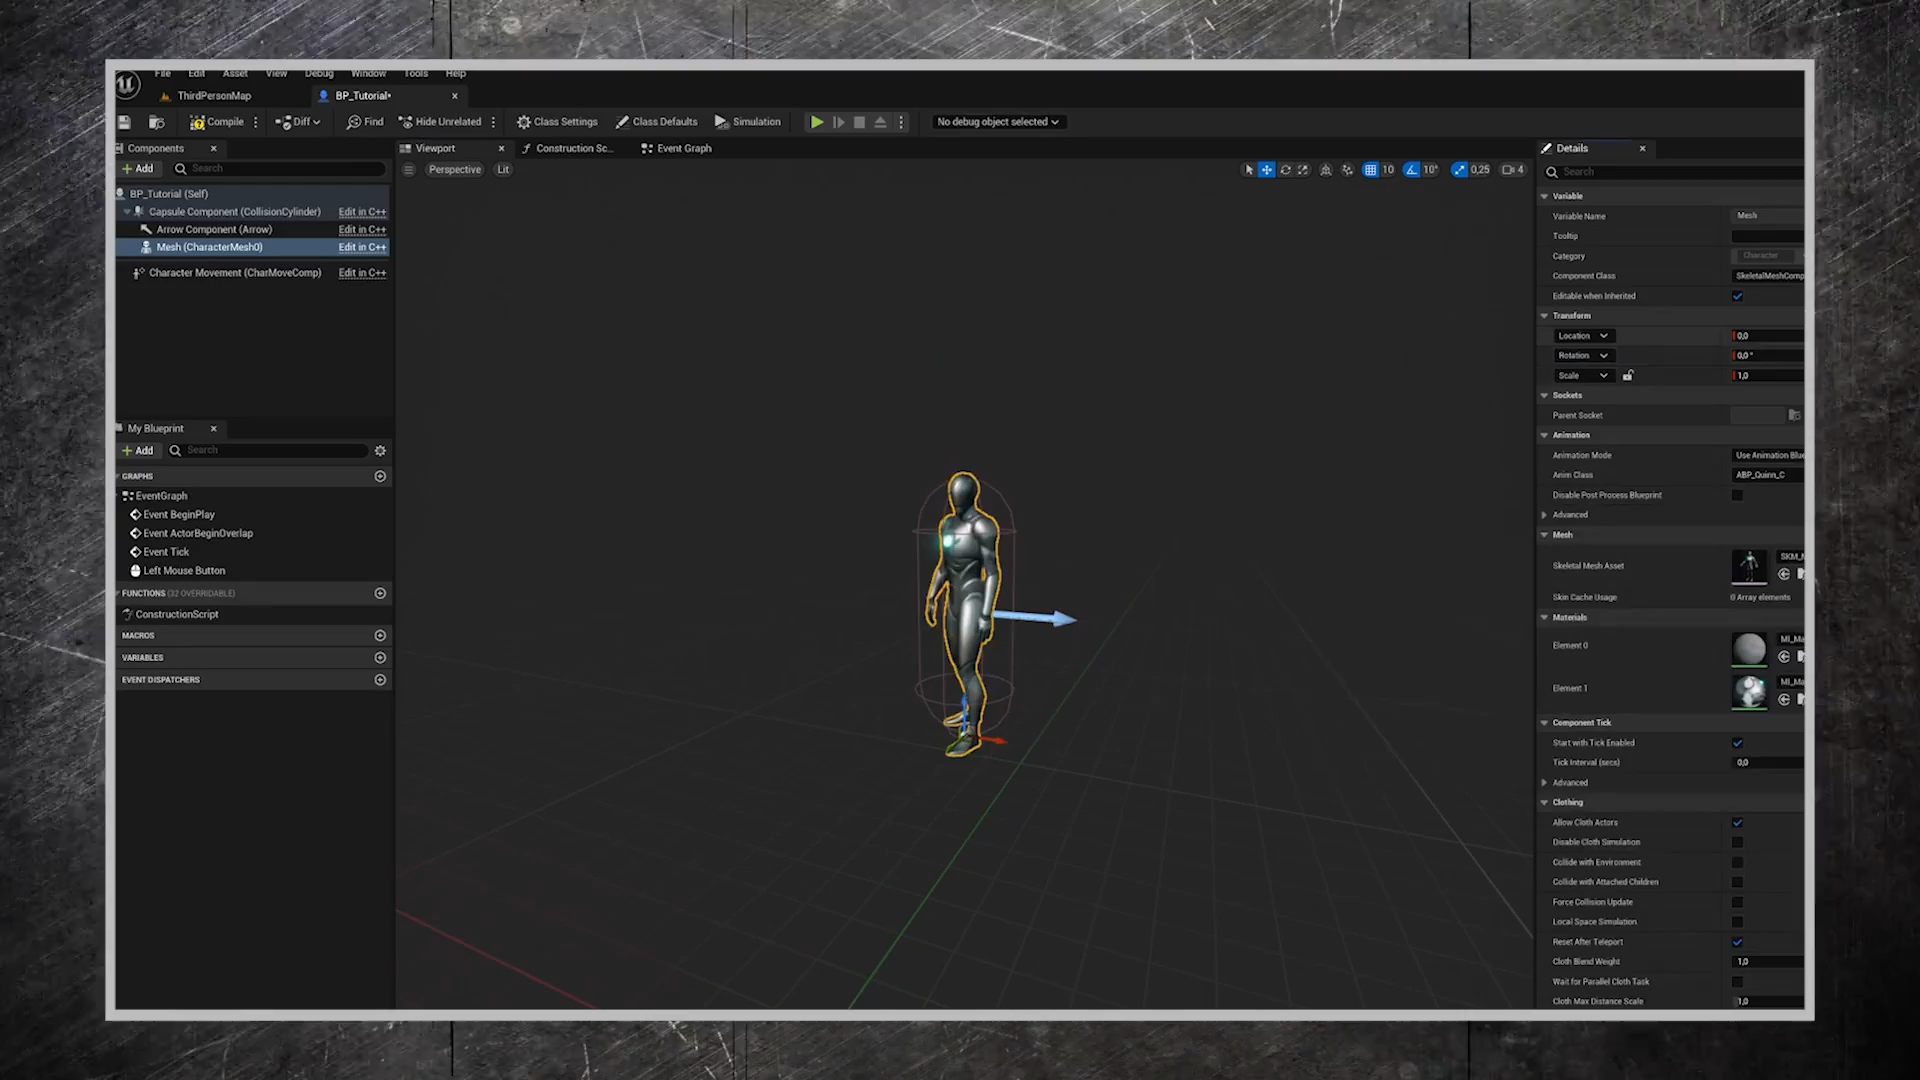 File Edit Asset View Debug Window Tools Help
ThirdPersonMap BP_Tutorial•
Compile Diff Find Hide Unrelated Class Settings Class Defaults Simulation No debug object selected
Components
Add Search
BP_Tutorial (Self)
Capsule Component (CollisionCylinder) Edit in C++
Arrow Component (Arrow) Edit in C++
Mesh (CharacterMesh0) Edit in C++
Character Movement (CharMoveComp) Edit in C++
My Blueprint
Add Search
GRAPHS
EventGraph
Event BeginPlay
Event ActorBeginOverlap
Event Tick
Left Mouse Button
FUNCTIONS (32 OVERRIDABLE)
ConstructionScript
MACROS
VARIABLES
EVENT DISPATCHERS
Viewport Construction Sc... Event Graph
Perspective Lit 10 10° 0,25 4
Details
Search
Variable
Variable Name Mesh
Tooltip
Category Character
Component Class SkeletalMeshComp
Editable when Inherited
Transform
Location 0,0
Rotation 0,0 °
Scale 1,0
Sockets
Parent Socket
Animation
Animation Mode Use Animation Blue
Anim Class ABP_Quinn_C
Disable Post Process Blueprint
Advanced
Mesh
Skeletal Mesh Asset SKM_M
Skin Cache Usage 0 Array elements
Materials
Element 0 MI_Ma
Element 1 MI_Ma
Component Tick
Start with Tick Enabled
Tick Interval (secs) 0,0
Advanced
Clothing
Allow Cloth Actors
Disable Cloth Simulation
Collide with Environment
Collide with Attached Children
Force Collision Update
Local Space Simulation
Reset After Teleport
Cloth Blend Weight 1,0
Wait for Parallel Cloth Task
Cloth Max Distance Scale 1,0